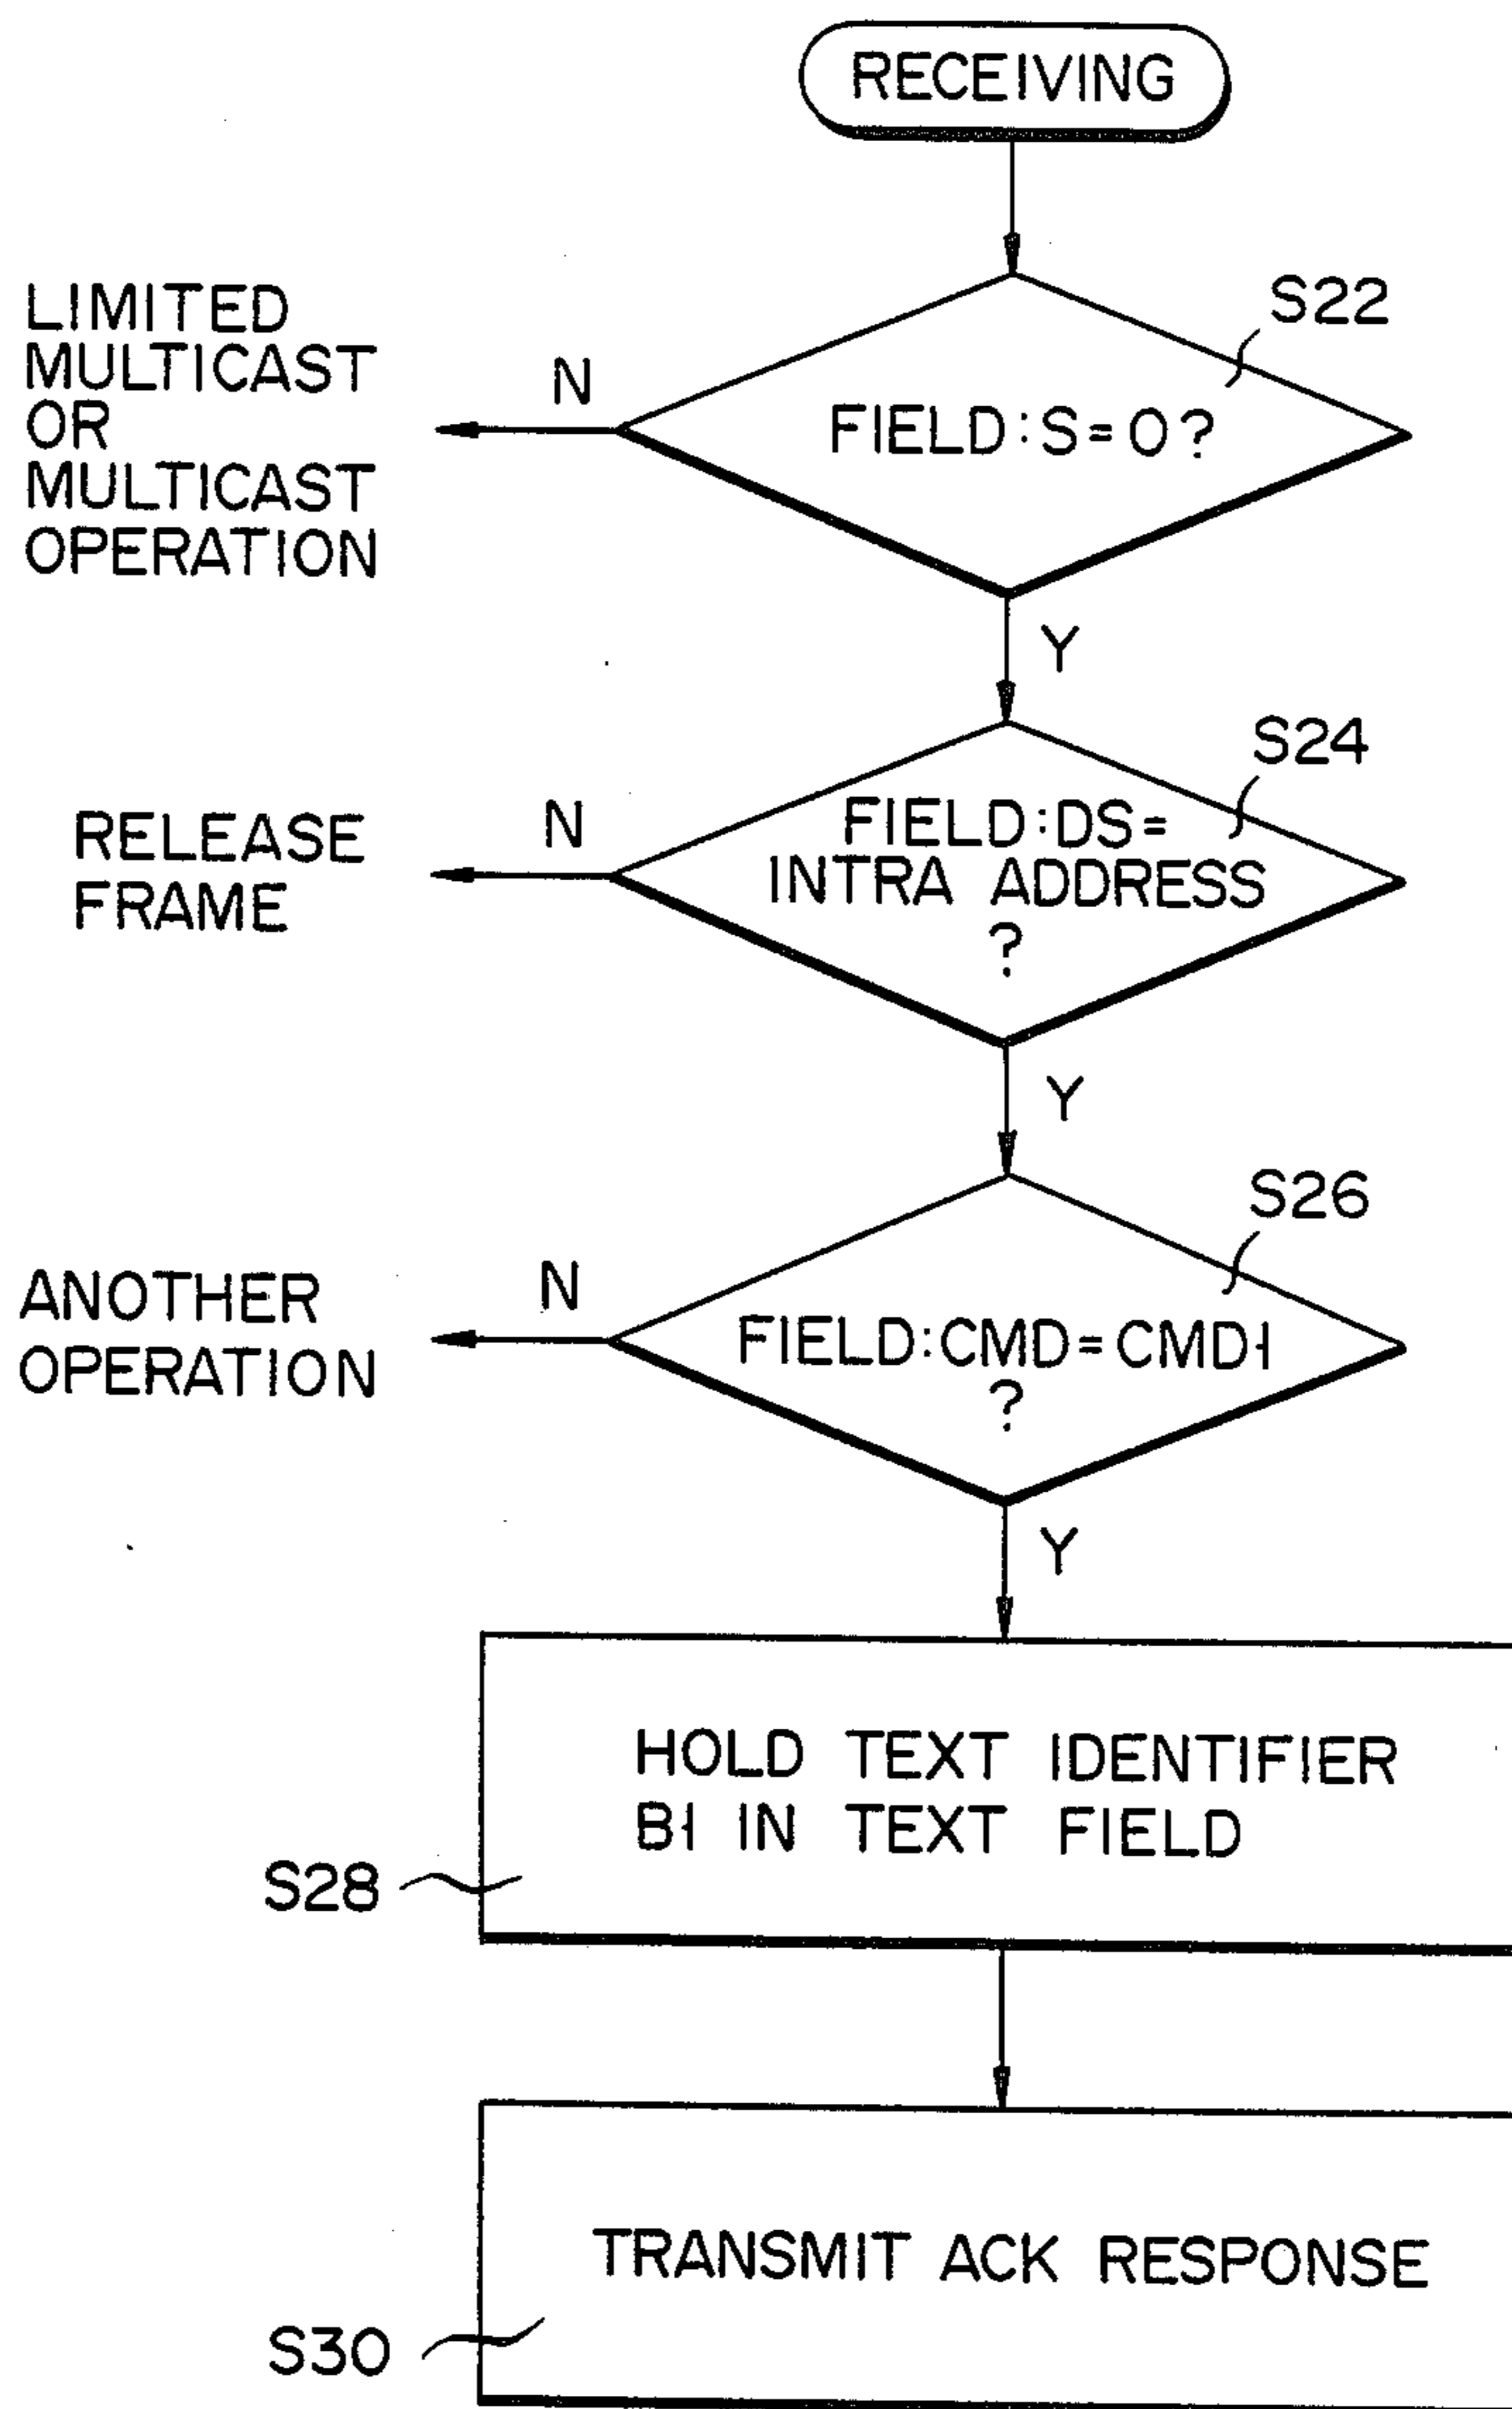 RECEIVING
S22
LIMITED
MULTICAST
OR
MULTICAST
OPERATION
N
FIELD:S=0?
Y
S24
RELEASE
FRAME
N
FIELD:DS=
INTRA ADDRESS
?
Y
S26
ANOTHER
OPERATION
N
FIELD:CMD=CMD1
?
Y
HOLD TEXT IDENTIFIER
B1 IN TEXT FIELD
S28
TRANSMIT ACK RESPONSE
S30